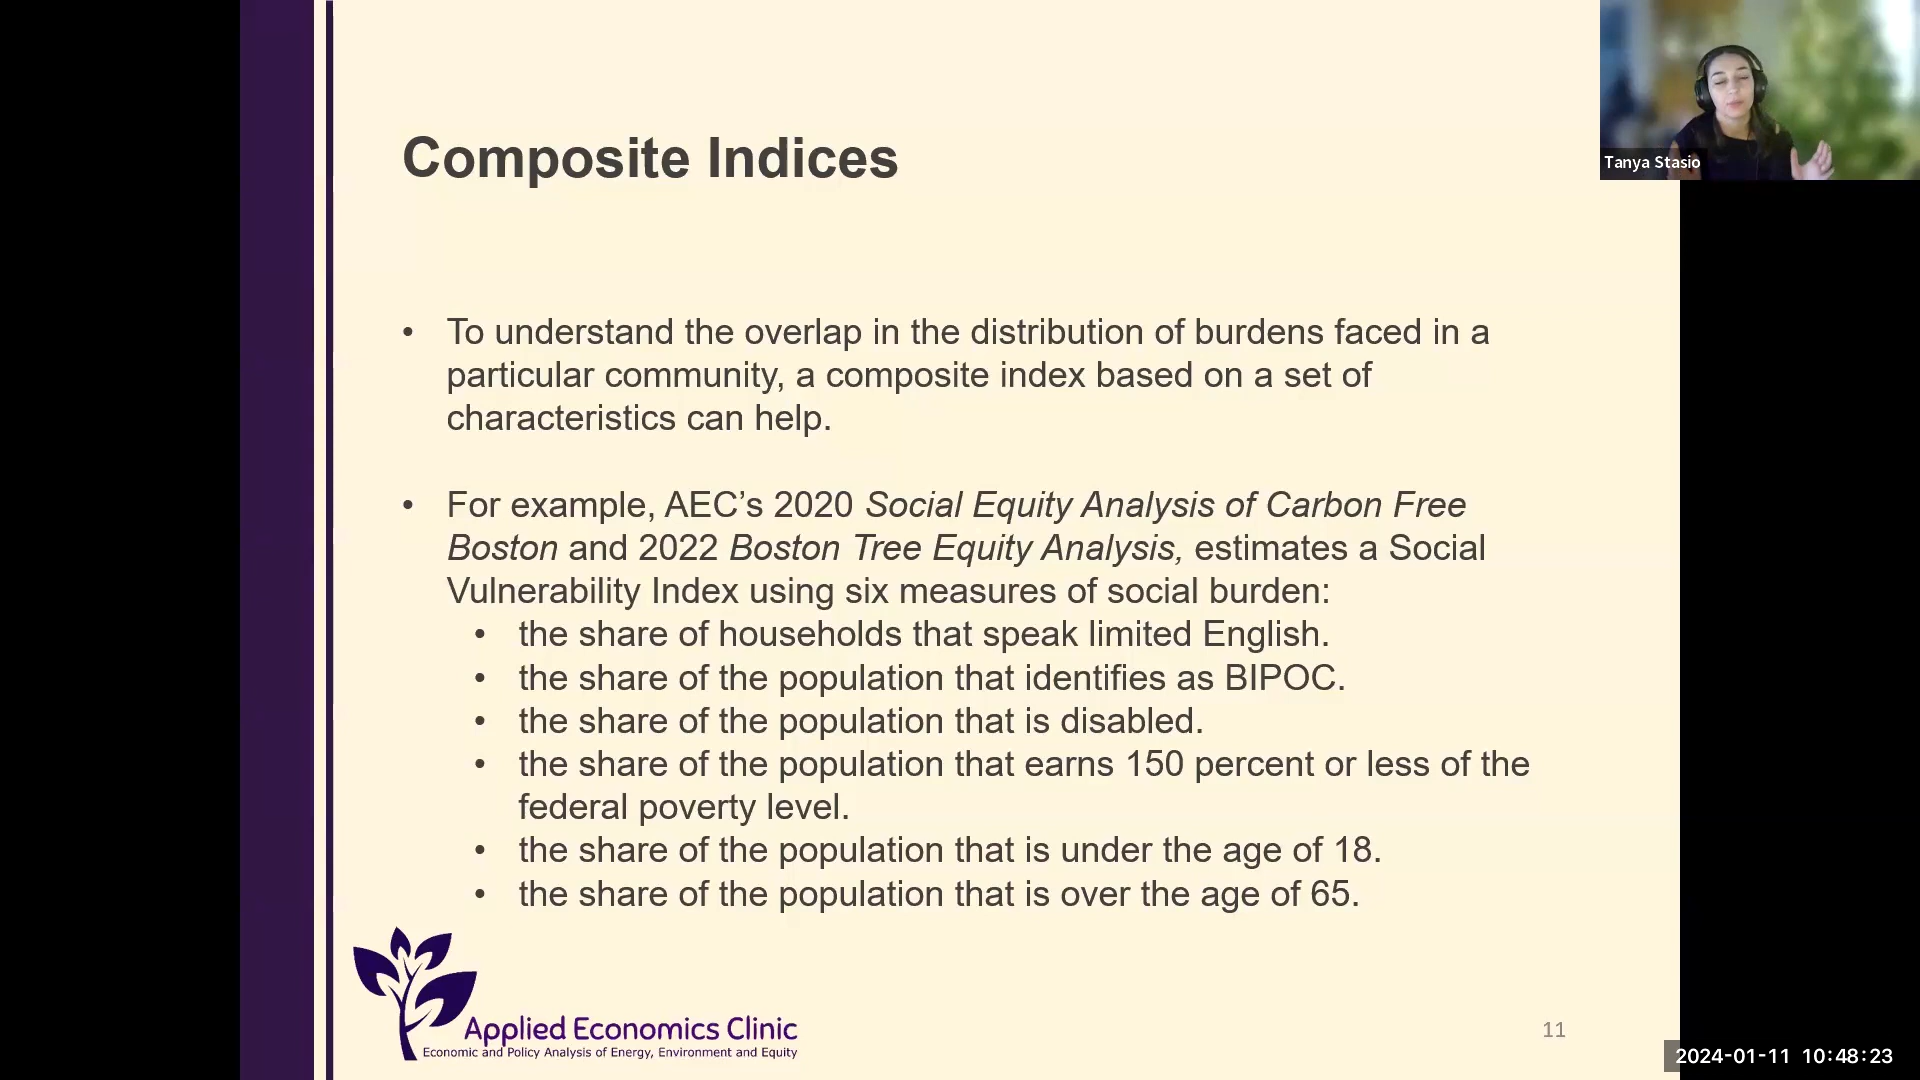 Composite Indices
Tanya Stasio
• To understand the overlap in the distribution of burdens faced in a
particular community, a composite index based on a set of
characteristics can help.
• For example, AEC’s 2020 Social Equity Analysis of Carbon Free
Boston and 2022 Boston Tree Equity Analysis, estimates a Social
Vulnerability Index using six measures of social burden:
• the share of households that speak limited English.
• the share of the population that identifies as BIPOC.
• the share of the population that is disabled.
• the share of the population that earns 150 percent or less of the
federal poverty level.
• the share of the population that is under the age of 18.
• the share of the population that is over the age of 65.
Applied Economics Clinic
Economic and Policy Analysis of Energy, Environment and Equity
11
2024-01-11 10:48:23